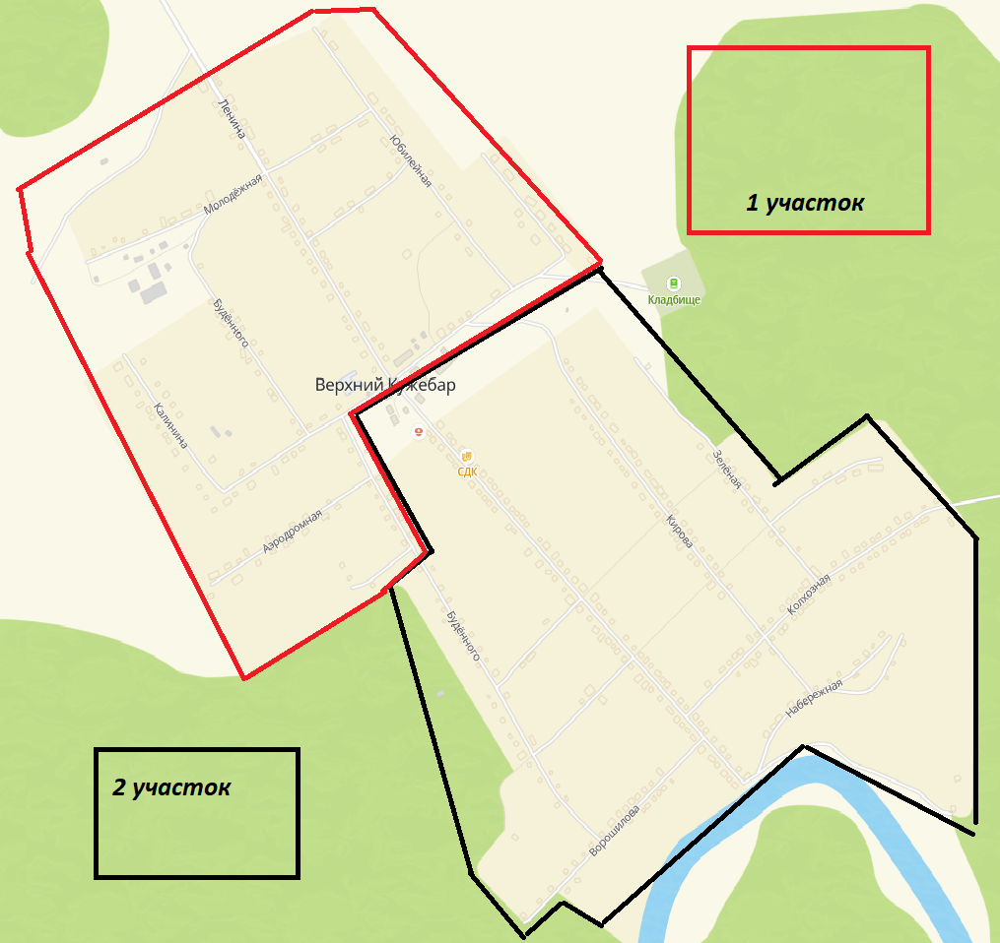 Ленина
Юбилейная
1 участок
Молодёжная
Кладбище
Будённого
Верхний Кужебар
Калинина
СДК
Зелёная
Кирова
Аэродромная
Колхозная
Будённого
Набережная
2 участок
Ворошилова